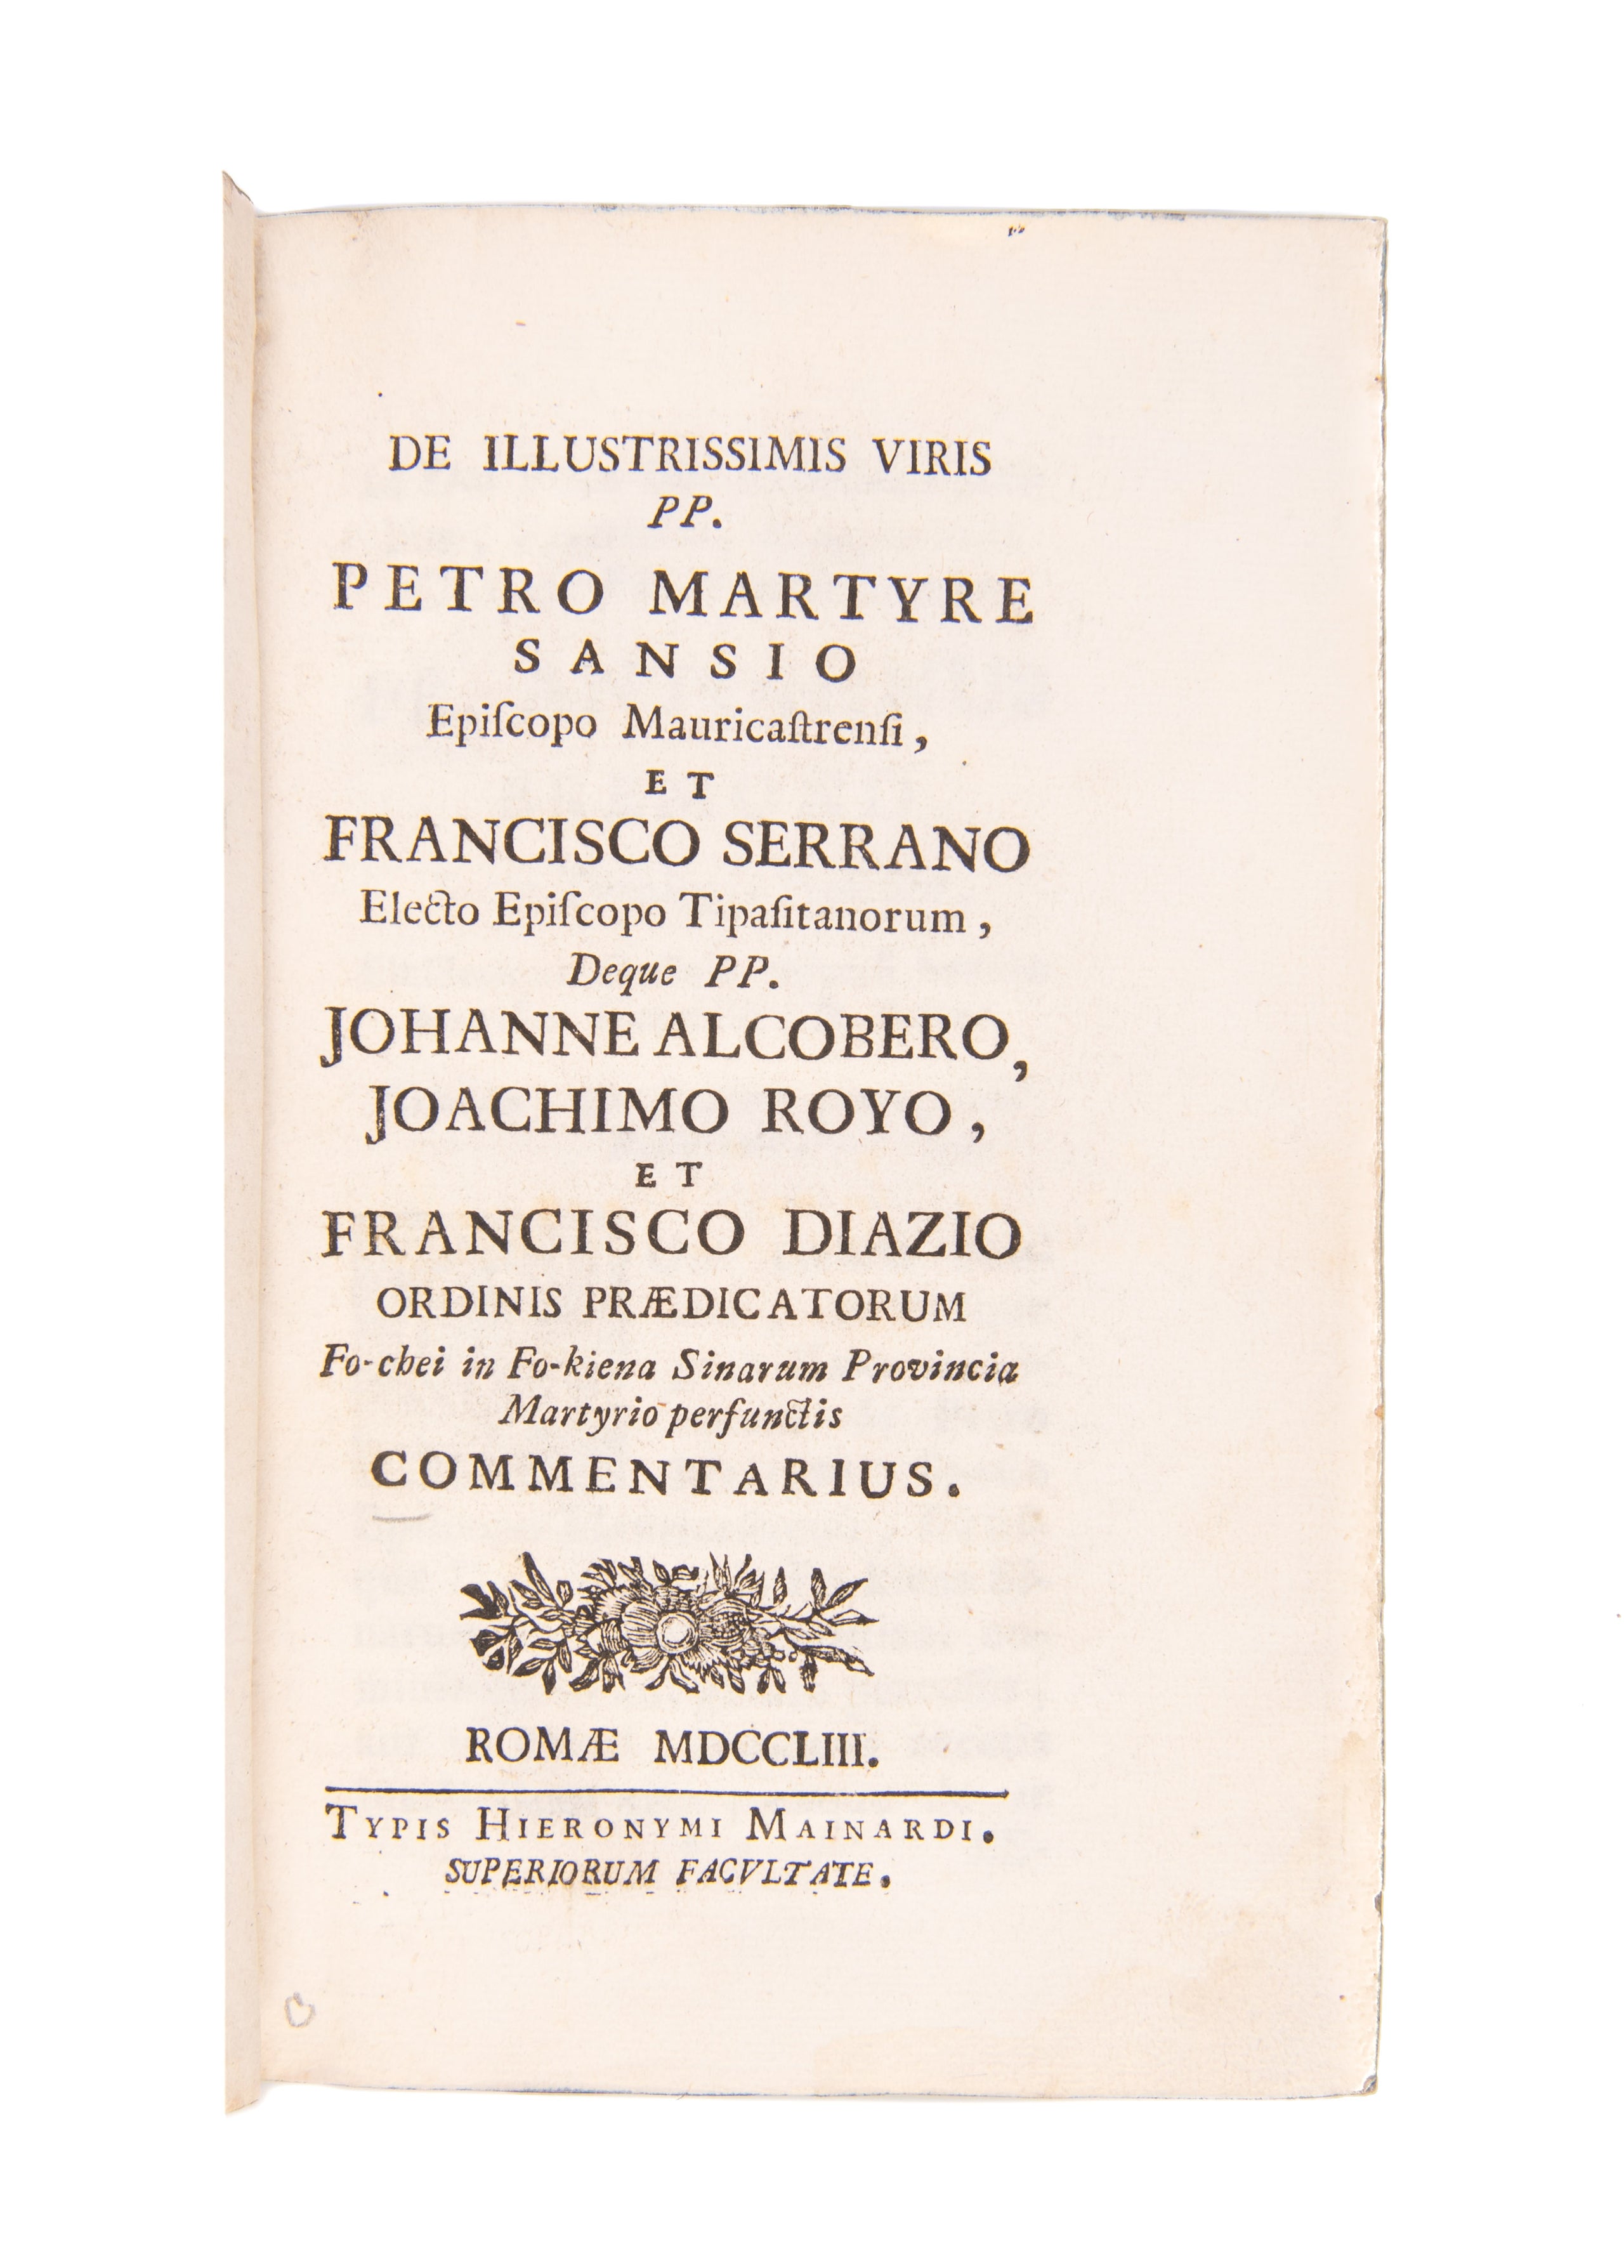 DE ILLUSTRISSIMIS VIRIS
PP.
PETRO MARTYRE
SANSIO
Epiſcopo Mauricaſtrenſi,
ET
FRANCISCO SERRANO
Electo Epiſcopo Tipaſitanorum,
Deque PP.
JOHANNE ALCOBERO,
JOACHIMO ROYO,
ET
FRANCISCO DIAZIO
ORDINIS PRÆDICATORUM
Fo-chei in Fo-kiena Sinarum Provincia
Martyrio perfunctis
COMMENTARIUS.
ROMÆ MDCCLIII.
TYPIS HIERONYMI MAINARDI.
SUPERIORUM FACVLTATE.